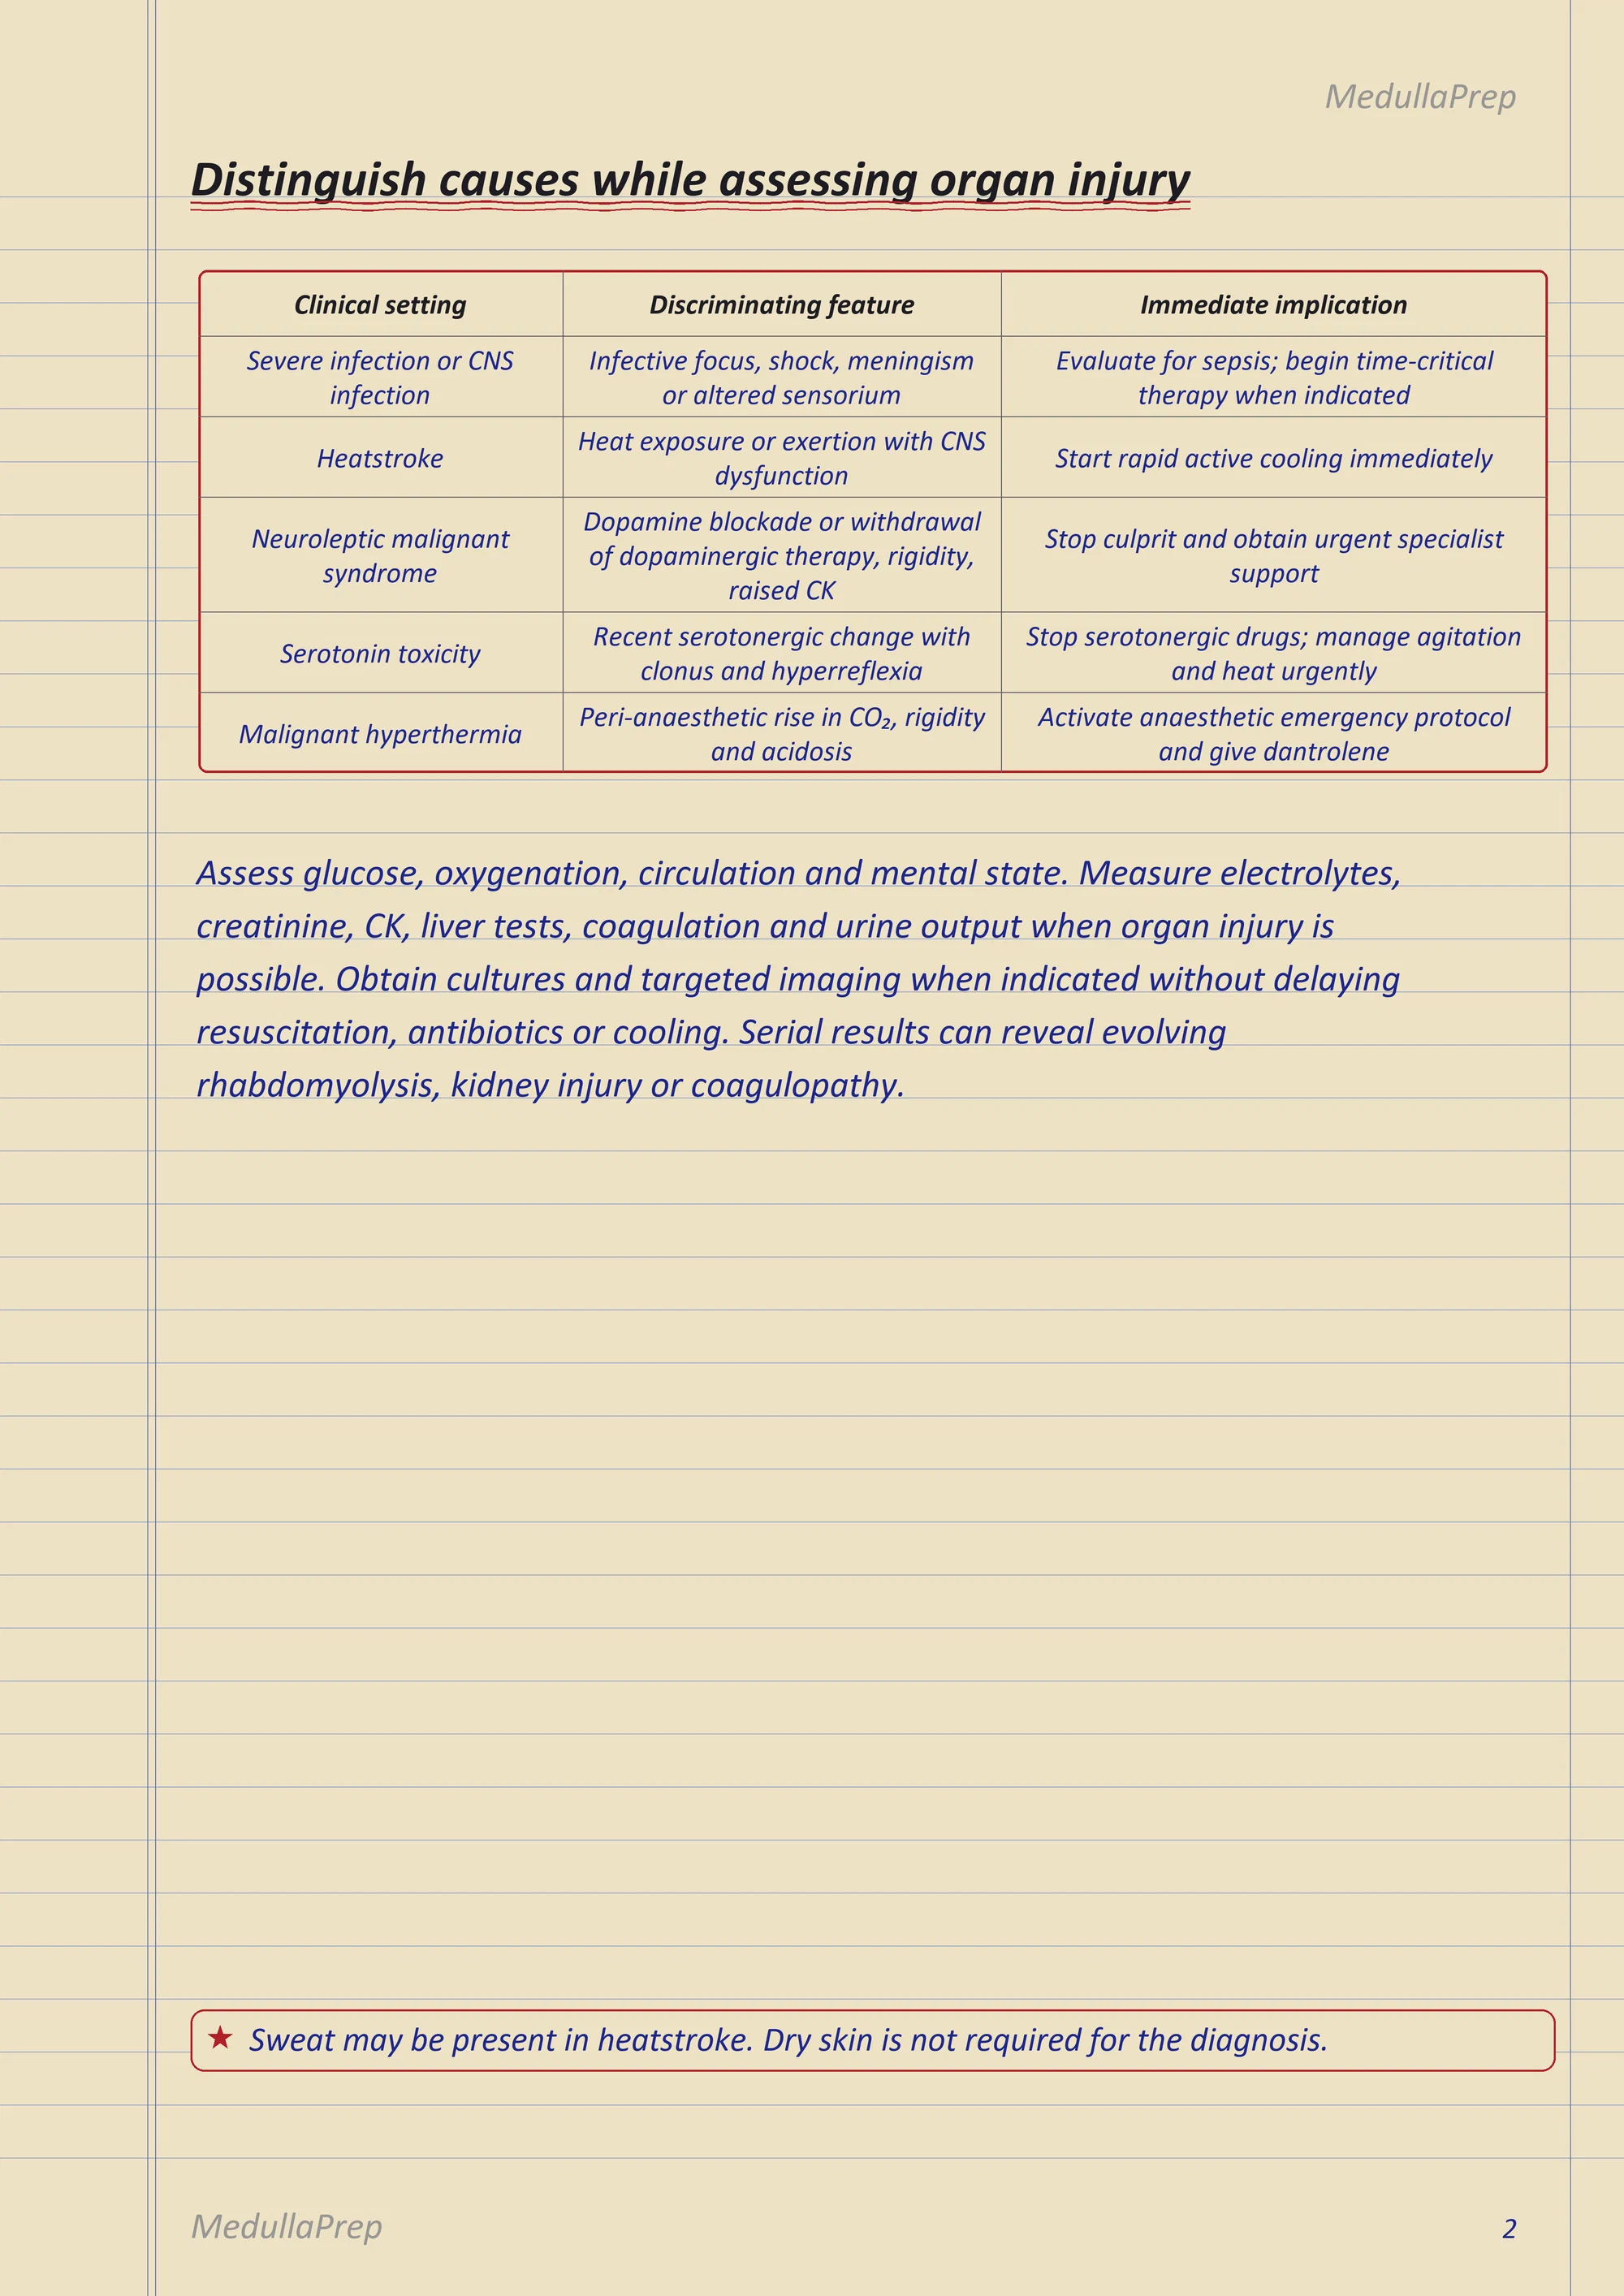 MedullaPrep
Distinguish causes while assessing organ injury
Clinical setting
Discriminating feature
Immediate implication
Severe infection or CNS
infection
Infective focus, shock, meningism
or altered sensorium
Evaluate for sepsis; begin time-critical
therapy when indicated
Heatstroke
Heat exposure or exertion with CNS
dysfunction
Start rapid active cooling immediately
Neuroleptic malignant
syndrome
Dopamine blockade or withdrawal
of dopaminergic therapy, rigidity,
raised CK
Stop culprit and obtain urgent specialist
support
Serotonin toxicity
Recent serotonergic change with
clonus and hyperreflexia
Stop serotonergic drugs; manage agitation
and heat urgently
Malignant hyperthermia
Peri-anaesthetic rise in CO₂, rigidity
and acidosis
Activate anaesthetic emergency protocol
and give dantrolene
Assess glucose, oxygenation, circulation and mental state. Measure electrolytes,
creatinine, CK, liver tests, coagulation and urine output when organ injury is
possible. Obtain cultures and targeted imaging when indicated without delaying
resuscitation, antibiotics or cooling. Serial results can reveal evolving
rhabdomyolysis, kidney injury or coagulopathy.
★ Sweat may be present in heatstroke. Dry skin is not required for the diagnosis.
MedullaPrep
2